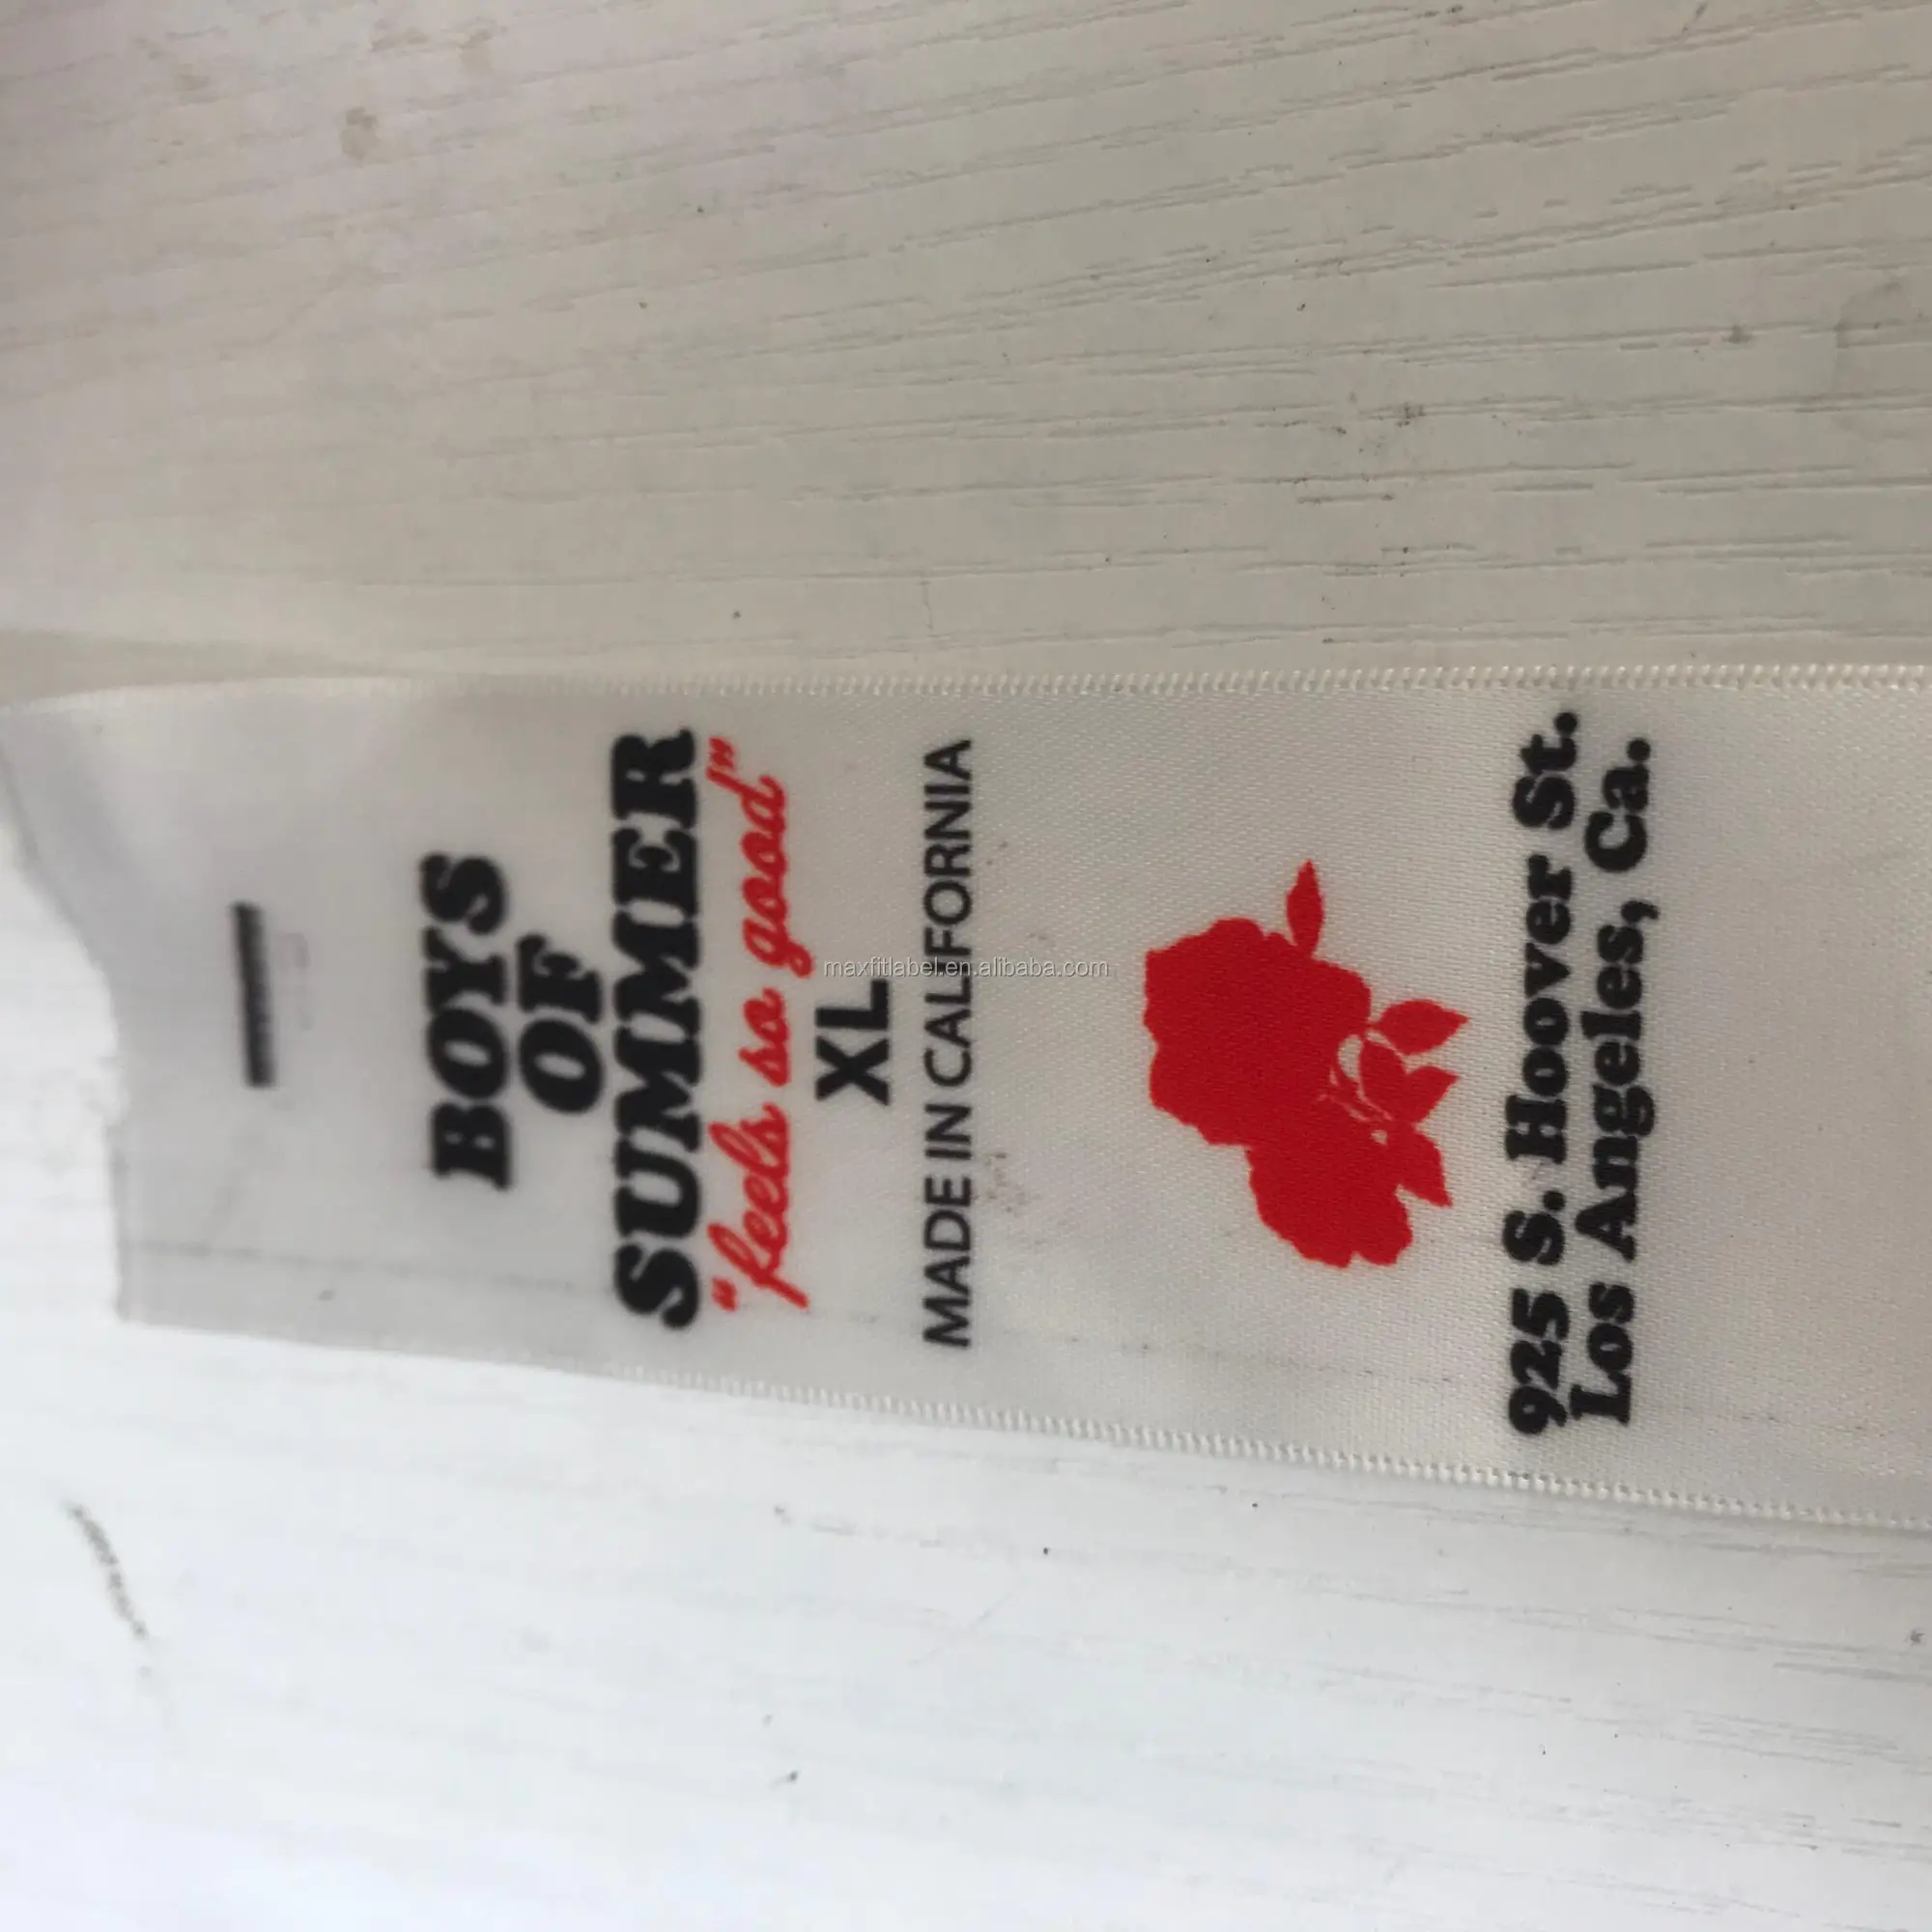 BOYS
OF
SUMMER
"feels so good"
XL
MADE IN CALIFORNIA
925 S. Hoover St.
Los Angeles, Ca.
maxfitlabel.en.alibaba.com